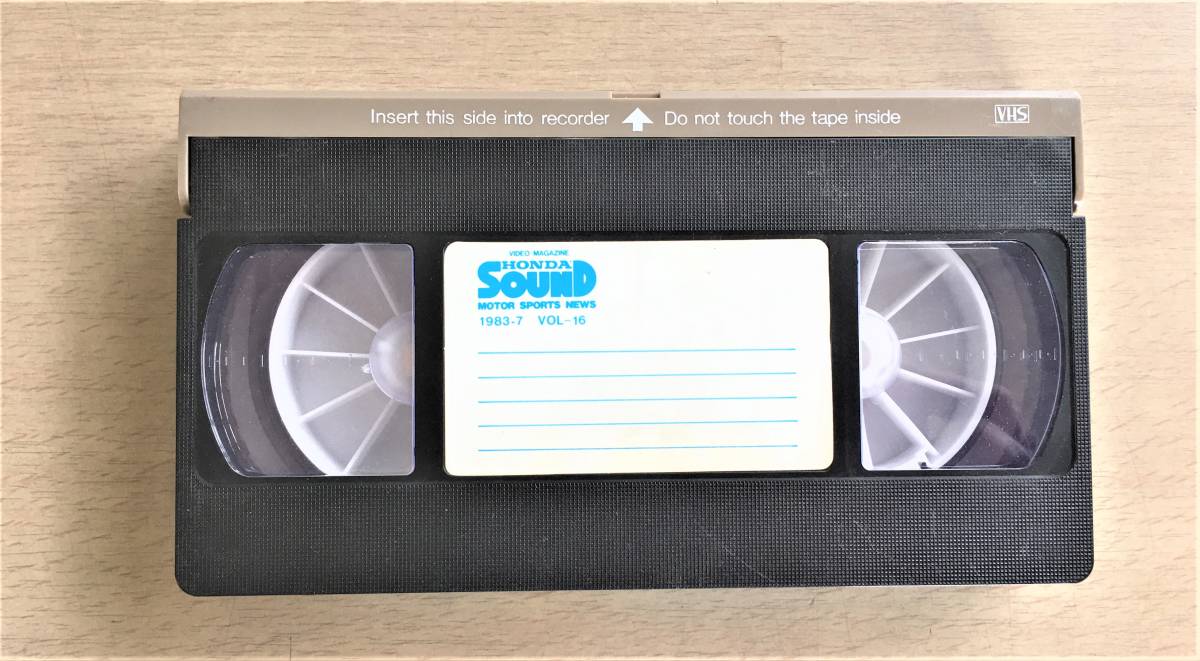 Insert this side into recorder Do not touch the tape inside VHS
VIDEO MAGAZINE
HONDA
SOUND
MOTOR SPORTS NEWS
1983-7 VOL-16